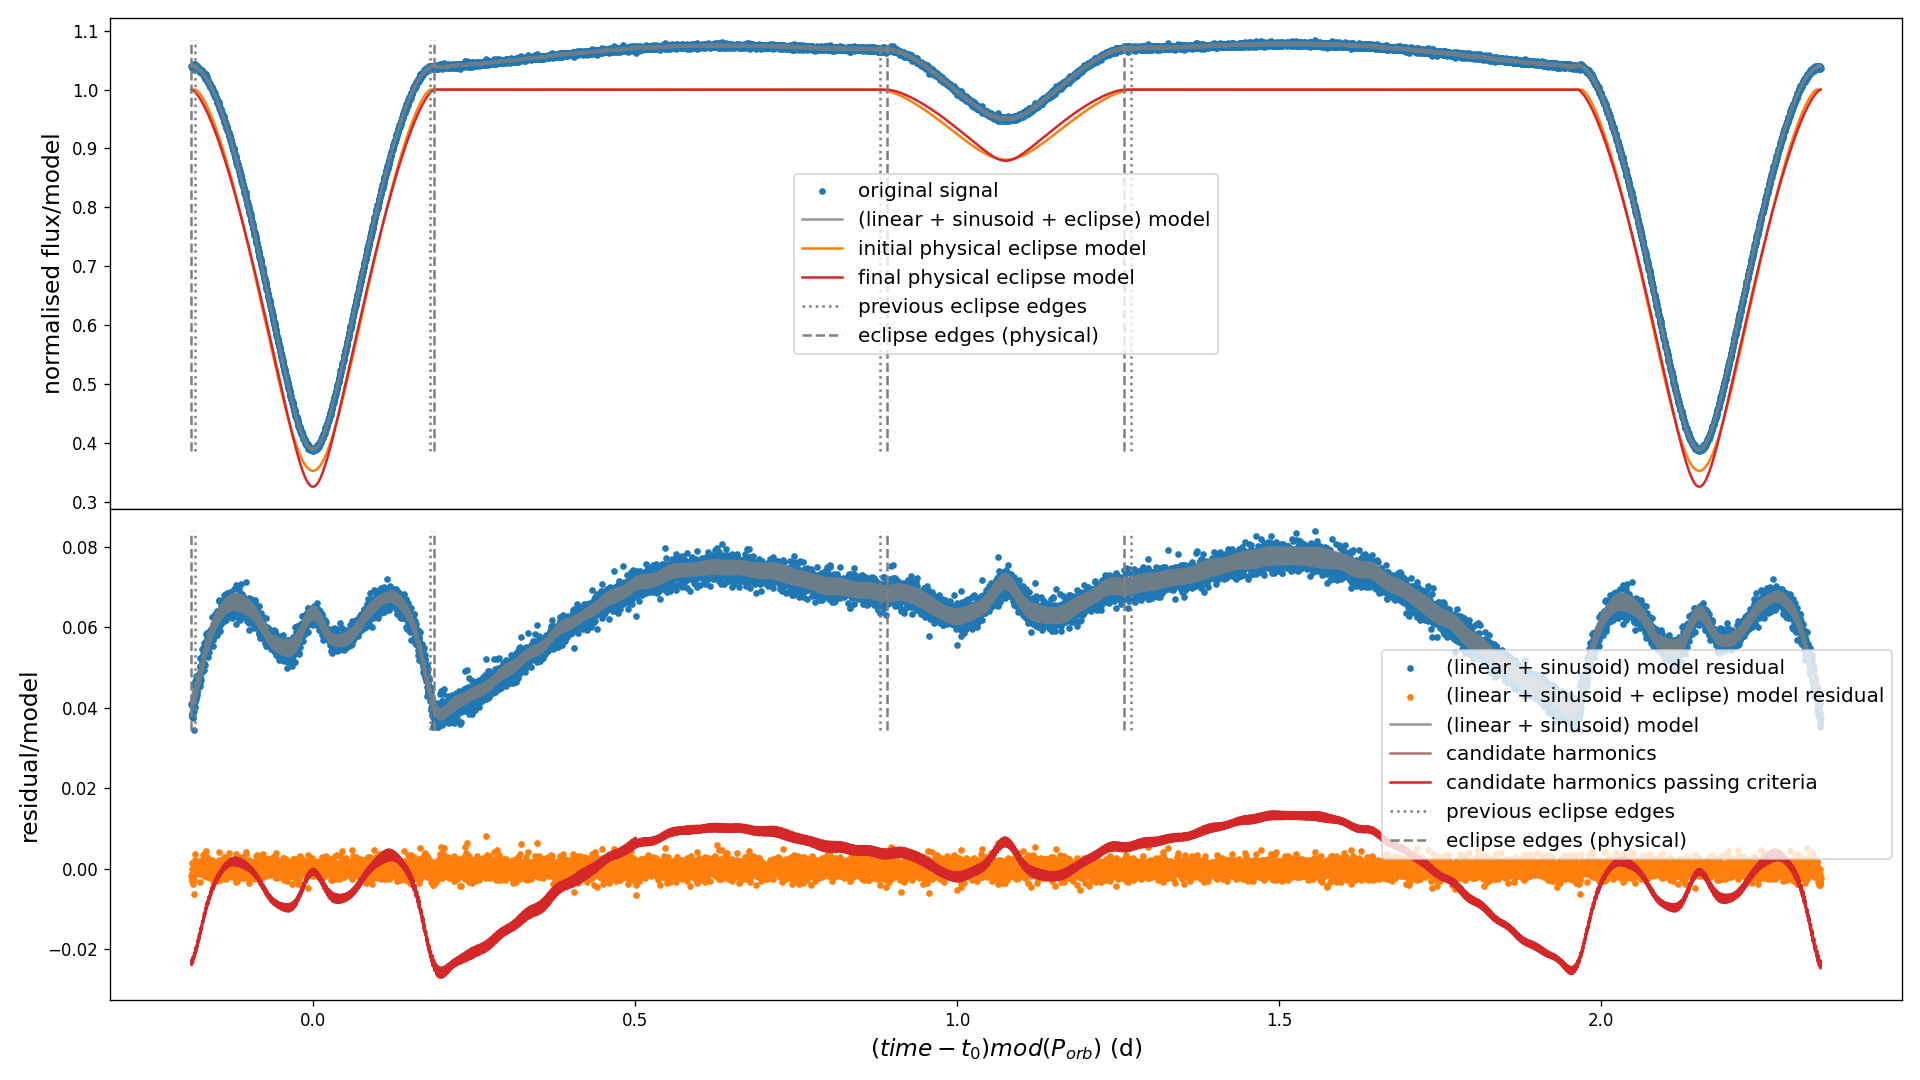 normalised flux/model
1.1
1.0
0.9
0.8
0.7
0.6
0.5
0.4
0.3
original signal
(linear + sinusoid + eclipse) model
initial physical eclipse model
final physical eclipse model
previous eclipse edges
eclipse edges (physical)
residual/model
0.08
0.06
0.04
0.02
0.00
−0.02
(linear + sinusoid) model residual
(linear + sinusoid + eclipse) model residual
(linear + sinusoid) model
candidate harmonics
candidate harmonics passing criteria
previous eclipse edges
eclipse edges (physical)
0.0 0.5 1.0 1.5 2.0
(time − t₀)mod(P_orb) (d)